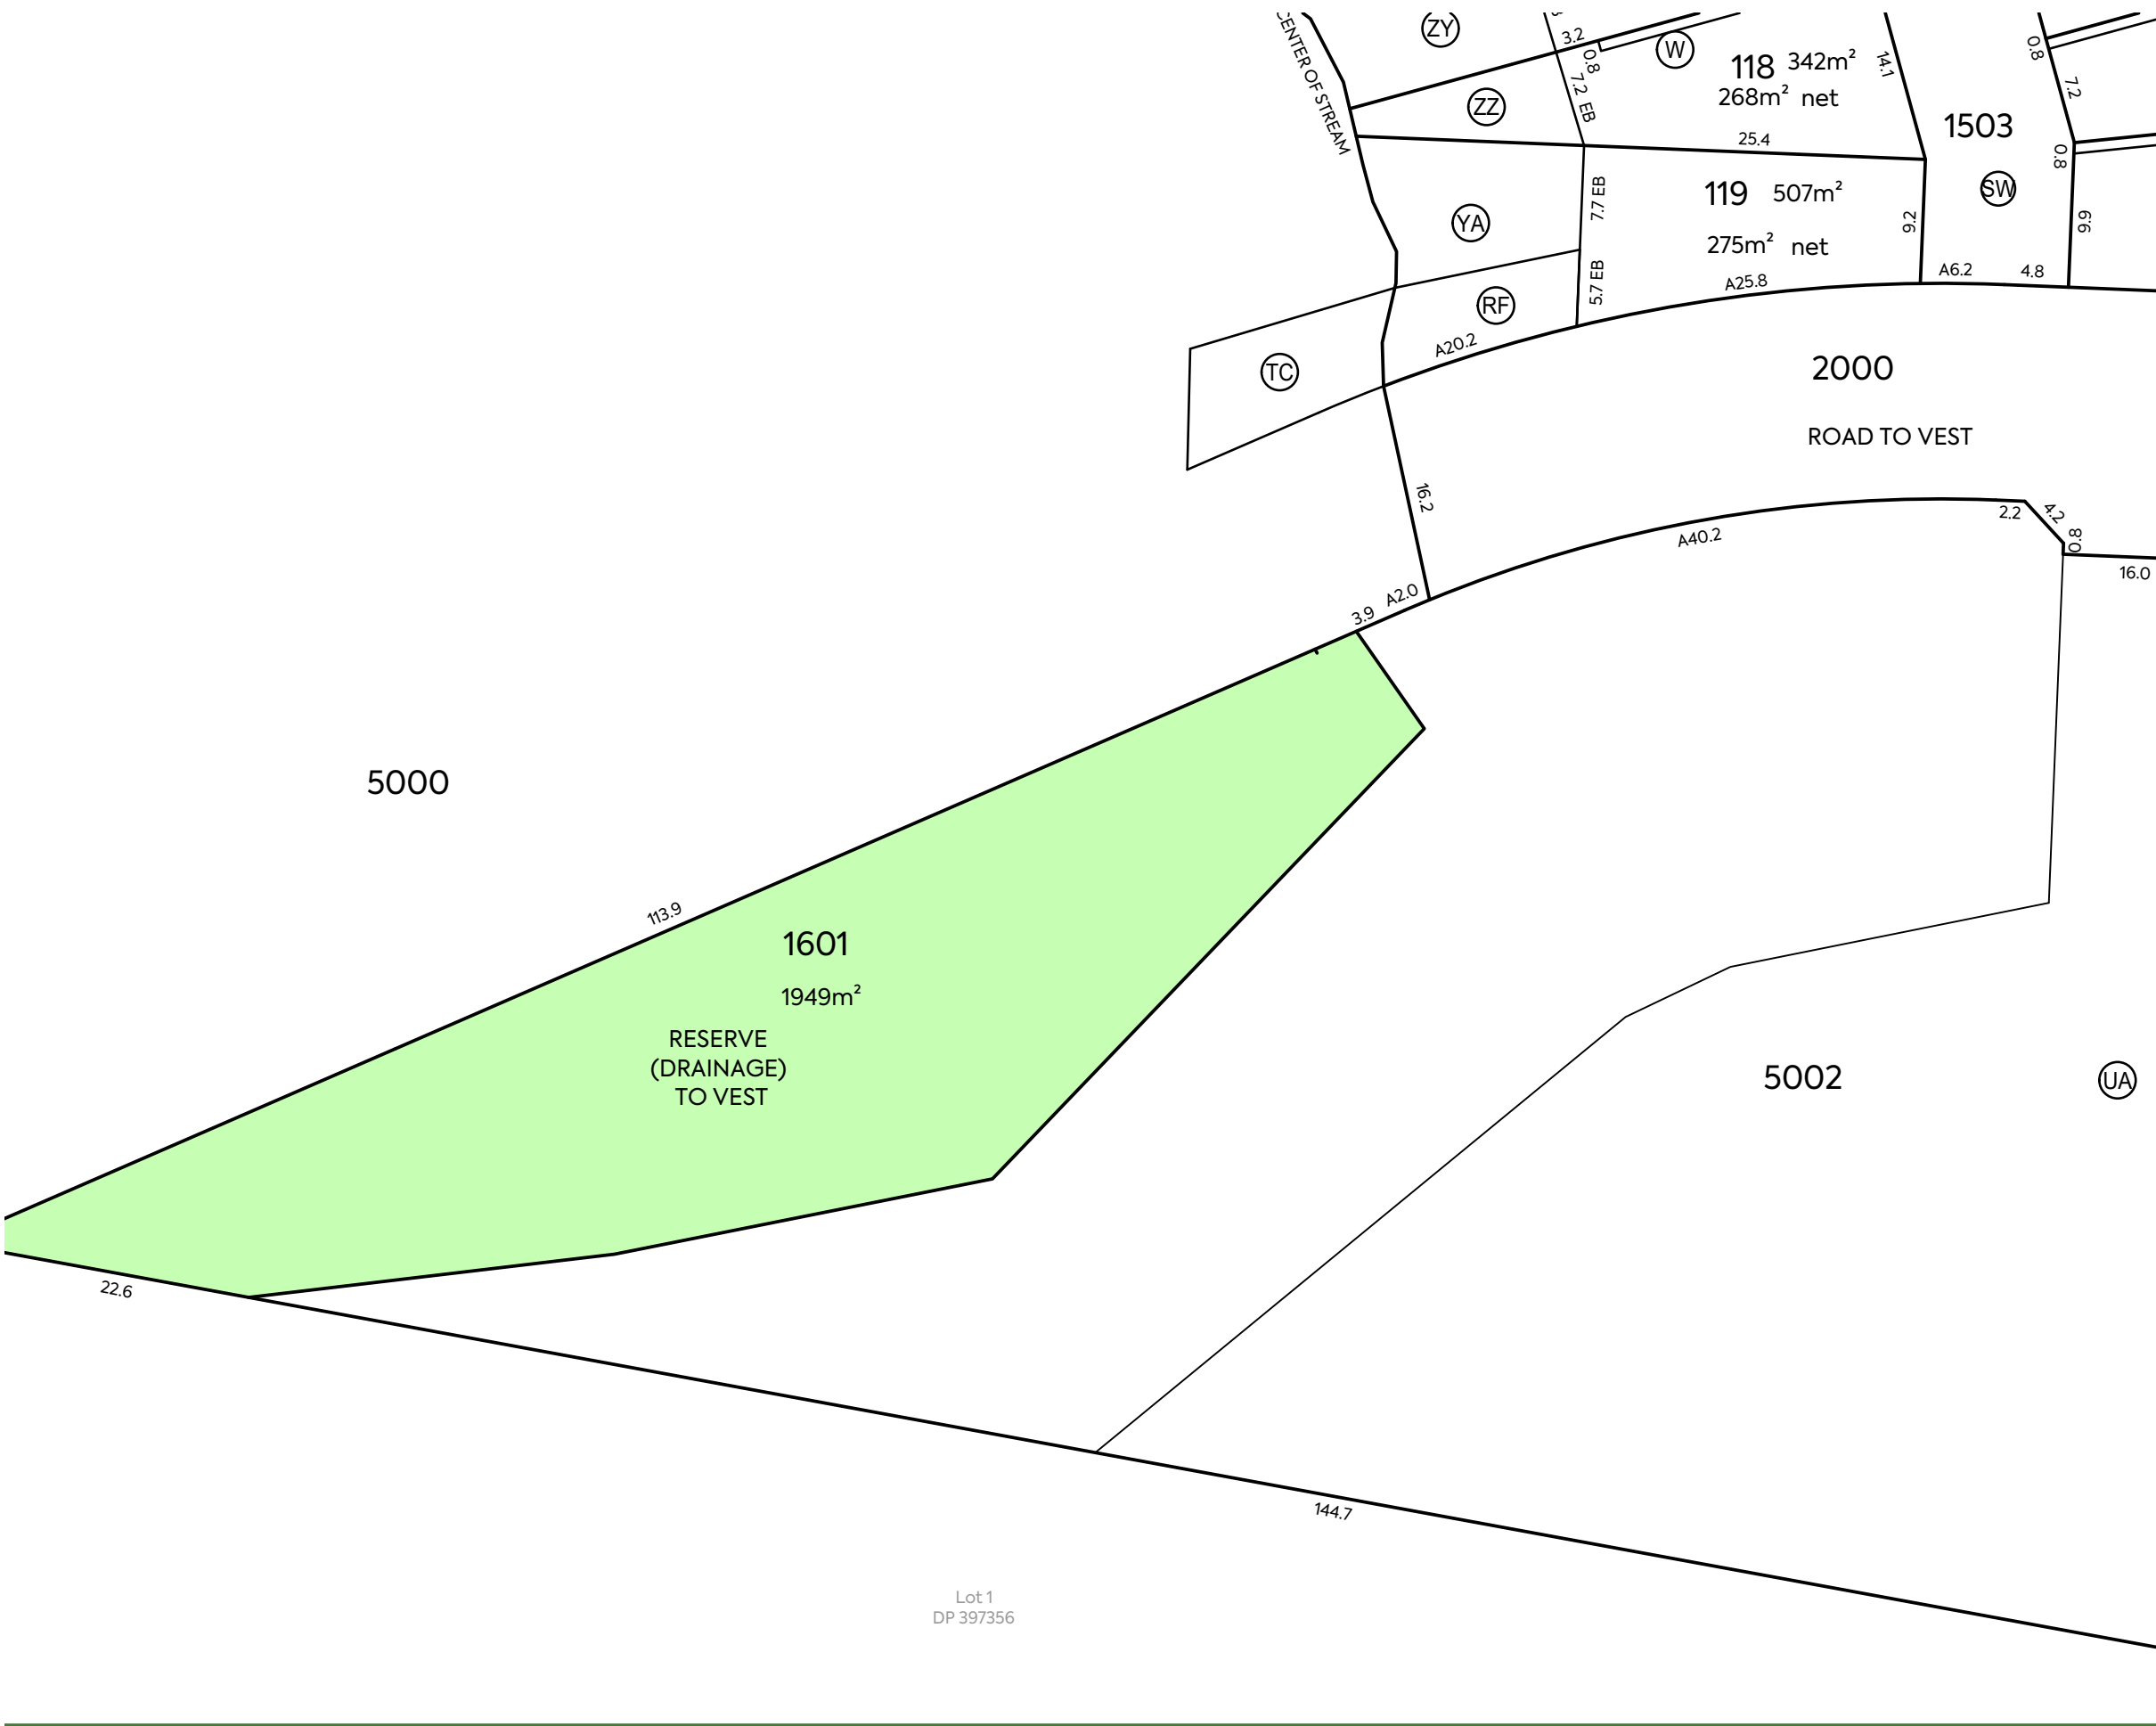 CENTER OF STREAM
ZY
3.2
0.8
W
118 342m²
268m² net
14.1
0.8
7.2
ZZ
7.2 EB
1503
25.4
0.8
119 507m²
275m² net
7.7 EB
SW
9.2
9.9
YA
5.7 EB
A25.8
A6.2
4.8
RF
A20.2
TC
2000
ROAD TO VEST
16.2
A40.2
2.2
4.2
0.8
16.0
3.9
A2.0
5000
113.9
1601
1949m²
RESERVE
(DRAINAGE)
TO VEST
5002
UA
22.6
144.7
Lot 1
DP 397356